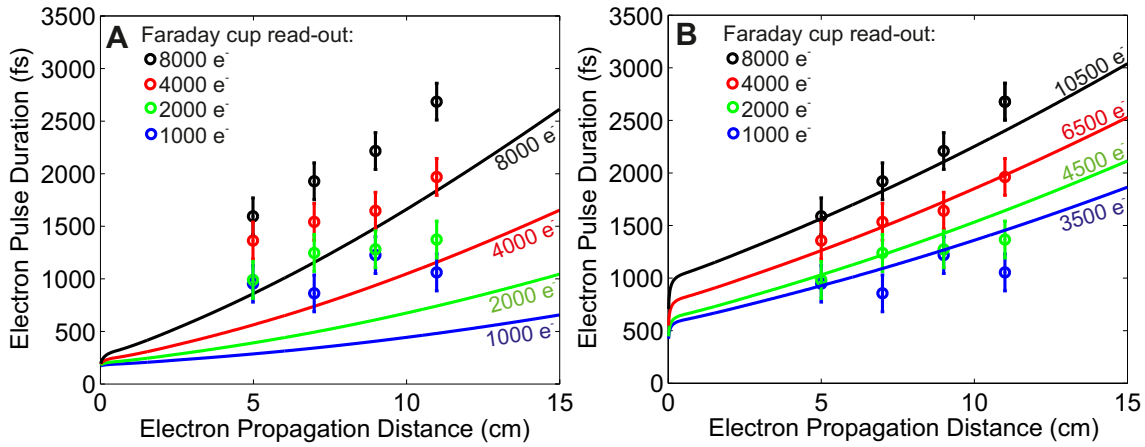 A
Faraday cup read-out:
8000 e⁻
4000 e⁻
2000 e⁻
1000 e⁻
8000 e⁻
4000 e⁻
2000 e⁻
1000 e⁻
3500
3000
2500
2000
1500
1000
500
0
0
5
10
15
Electron Pulse Duration (fs)
Electron Propagation Distance (cm)
B
Faraday cup read-out:
8000 e⁻
4000 e⁻
2000 e⁻
1000 e⁻
10500 e⁻
6500 e⁻
4500 e⁻
3500 e⁻
3500
3000
2500
2000
1500
1000
500
0
0
5
10
15
Electron Pulse Duration (fs)
Electron Propagation Distance (cm)